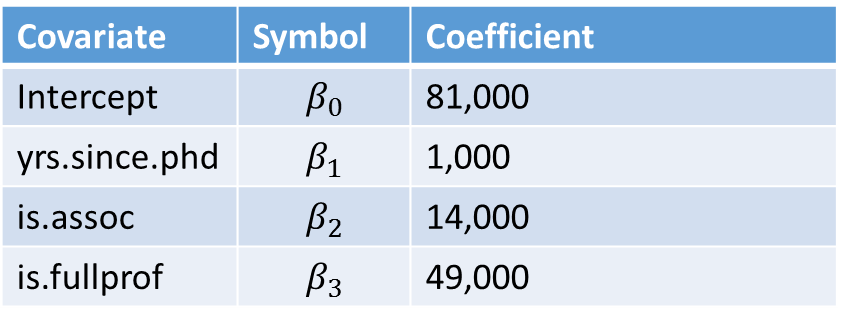 Covariate Symbol Coefficient
Intercept β0 81,000
yrs.since.phd β1 1,000
is.assoc β2 14,000
is.fullprof β3 49,000